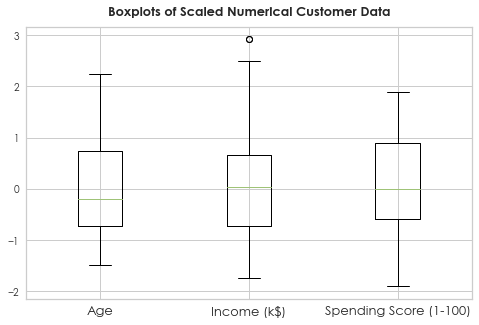 Boxplots of Scaled Numerical Customer Data
3
2
1
0
−1
−2
Age
Income (k$)
Spending Score (1-100)